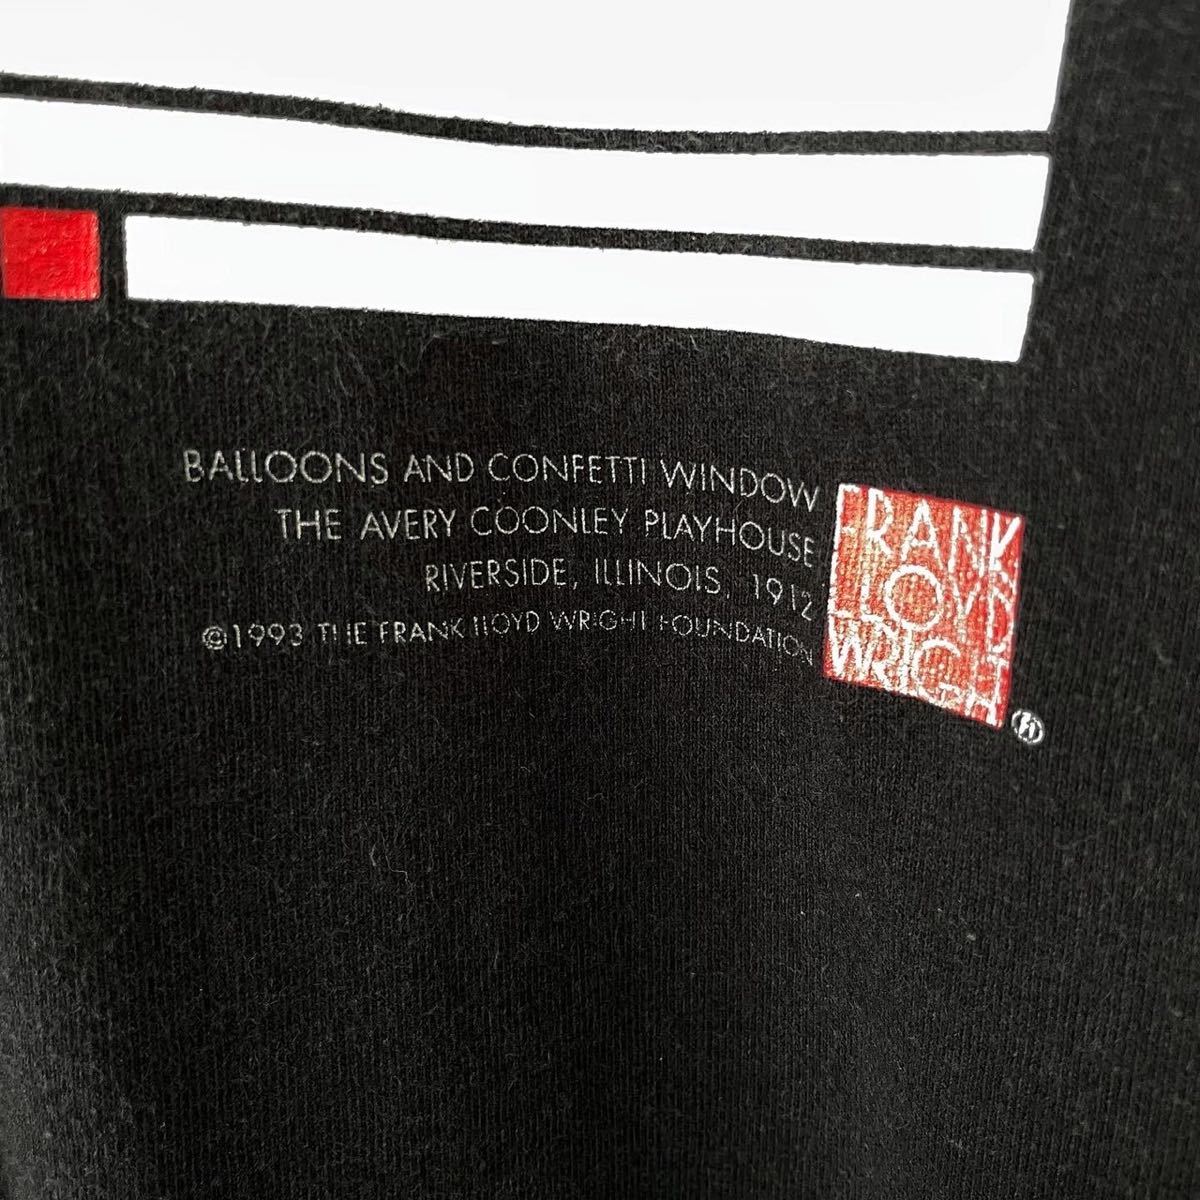 BALLOONS AND CONFETTI WINDOW
THE AVERY COONLEY PLAYHOUSE
RIVERSIDE, ILLINOIS, 1912
©1993 THE FRANK LLOYD WRIGHT FOUNDATION
FRANK
LLOYD
WRIGHT
®